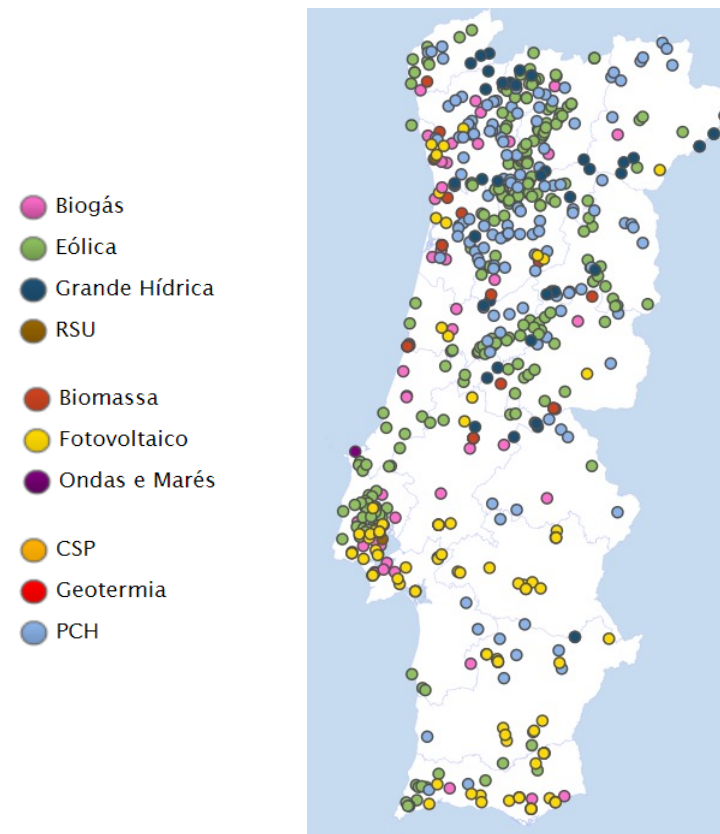 Biogás
Eólica
Grande Hídrica
RSU
Biomassa
Fotovoltaico
Ondas e Marés
CSP
Geotermia
PCH